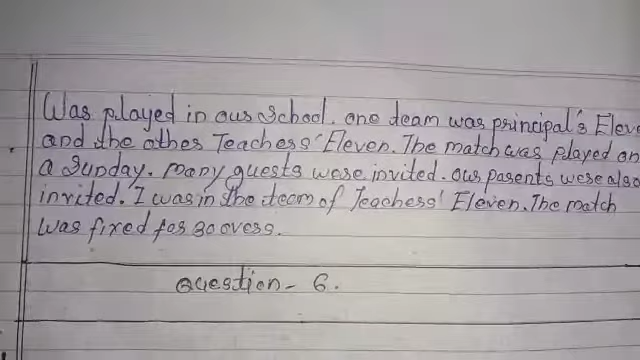 Was played in our School. one team was principal's Eleve
and the other Teachers' Eleven. The match was played on
a Sunday. many guests were invited. our parents were also
invited. I was in the team of Teachers' Eleven. The match
was fixed for 30 overs.
Question - 6.